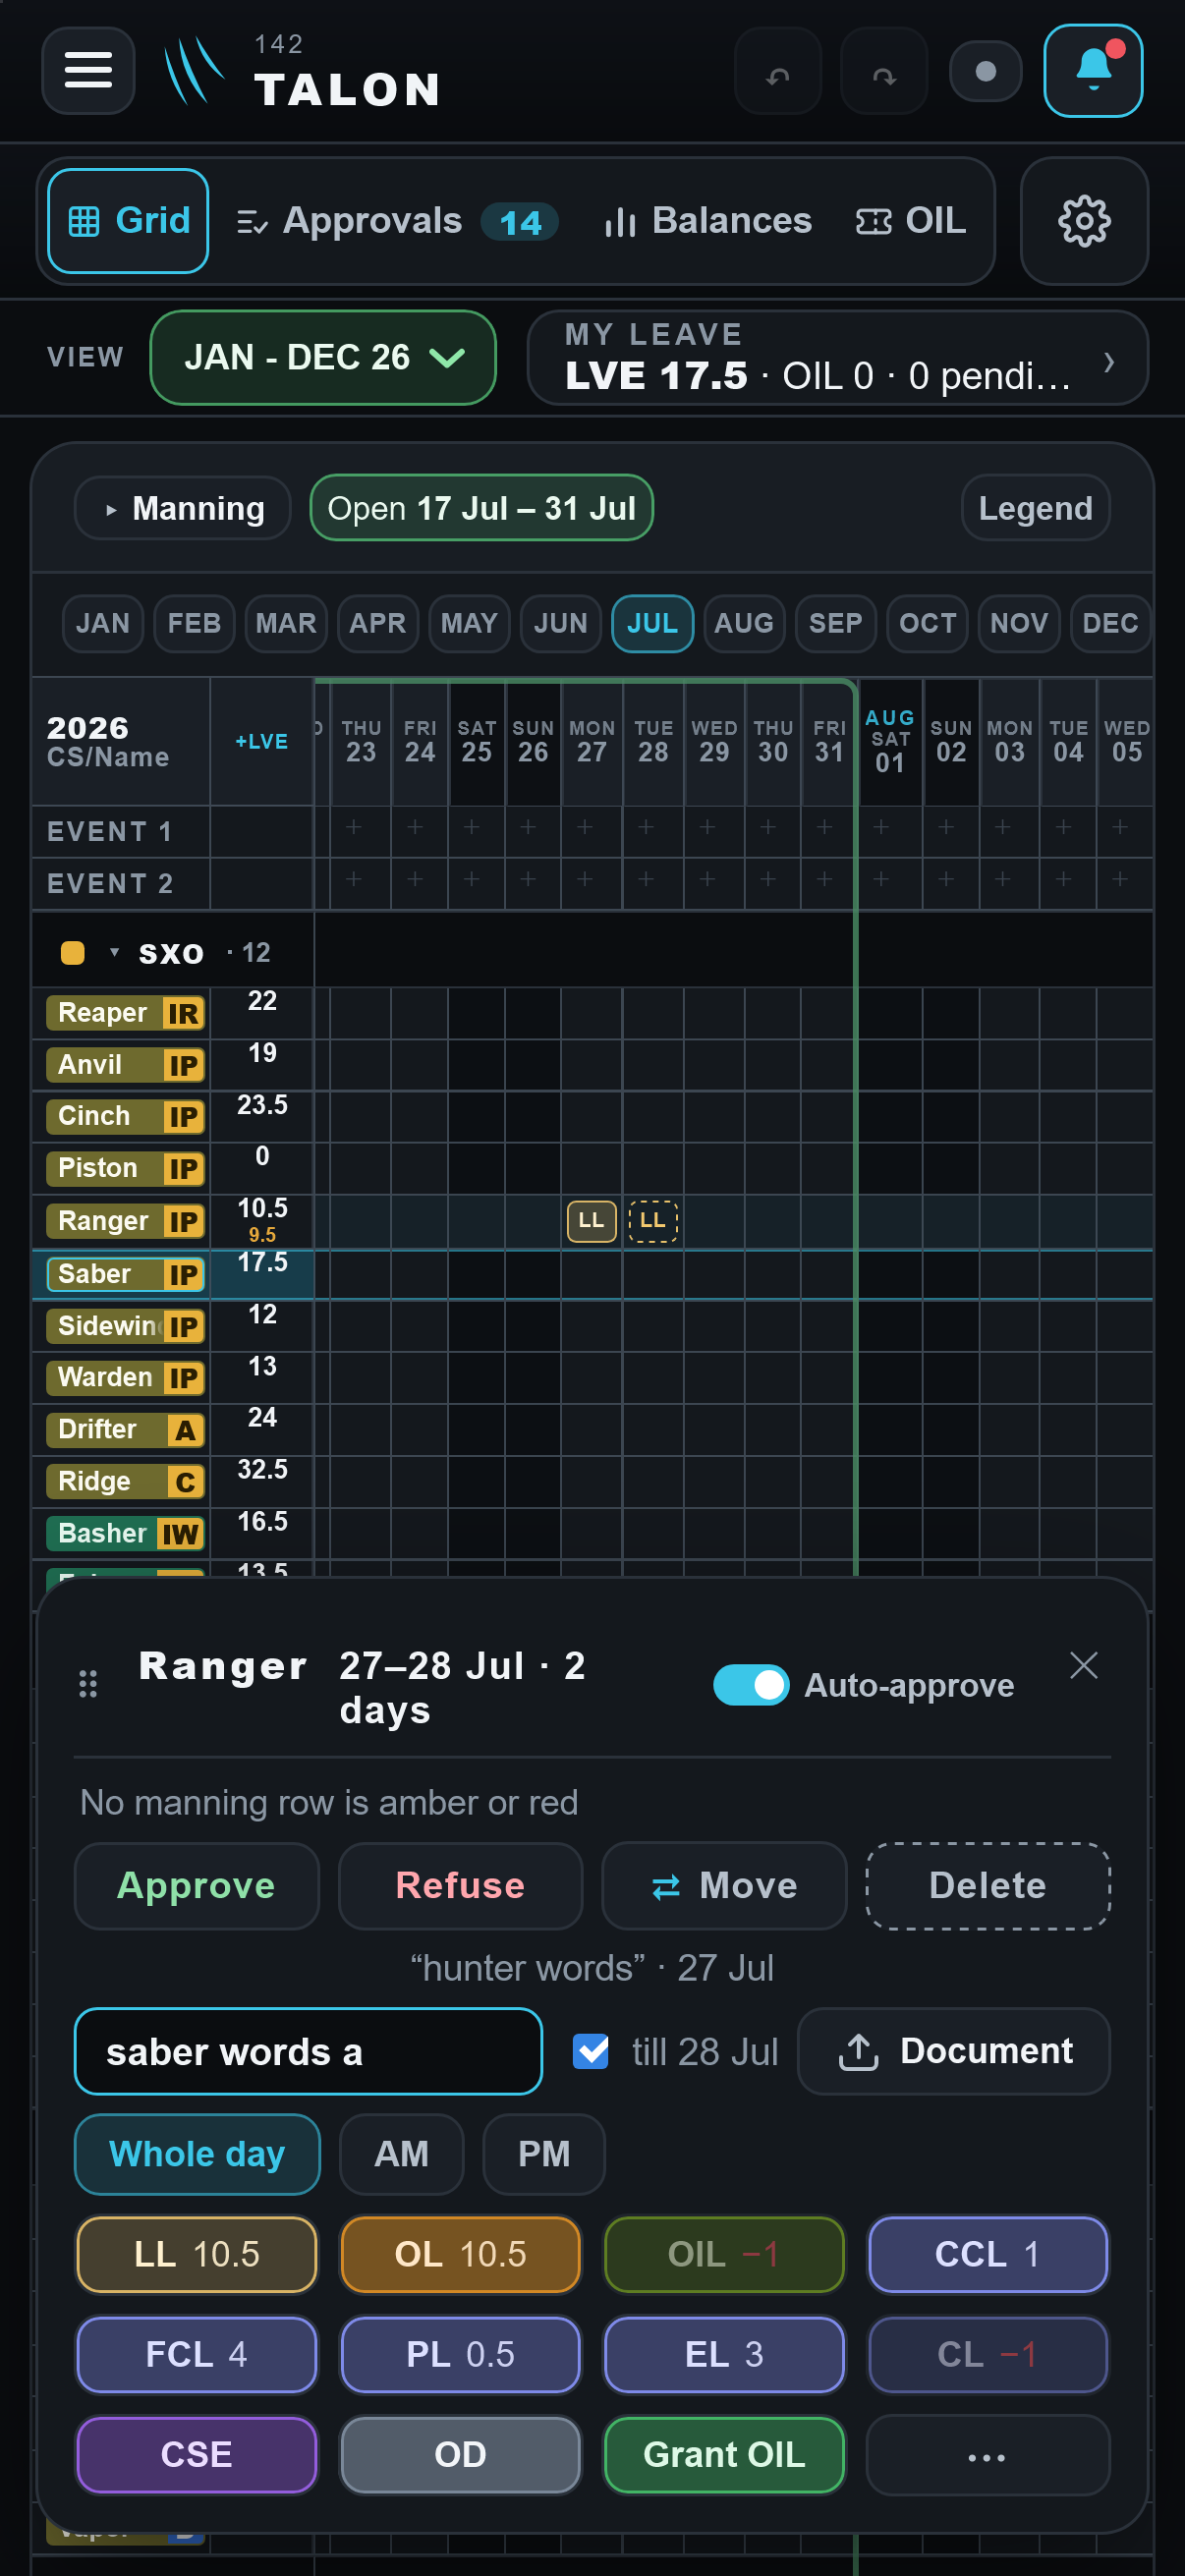 142
TALON
Grid
Approvals 14
Balances
OIL
VIEW
JAN - DEC 26
MY LEAVE
LVE 17.5 · OIL 0 · 0 pendi… ›
▸ Manning
Open 17 Jul – 31 Jul
Legend
JAN FEB MAR APR MAY JUN JUL AUG SEP OCT NOV DEC
2026
CS/Name
+LVE
THU 23
FRI 24
SAT 25
SUN 26
MON 27
TUE 28
WED 29
THU 30
FRI 31
AUG SAT 01
SUN 02
MON 03
TUE 04
WED 05
EVENT 1 + + + + + + + + + + + + + +
EVENT 2 + + + + + + + + + + + + + +
▾ sxo · 12
Reaper IR 22
Anvil IP 19
Cinch IP 23.5
Piston IP 0
Ranger IP 10.5 LL LL
9.5
Saber IP 17.5
Sidewin IP 12
Warden IP 13
Drifter A 24
Ridge C 32.5
Basher IW 16.5
13.5
Ranger 27–28 Jul · 2
days
Auto-approve
No manning row is amber or red
Approve
Refuse
⇄ Move
Delete
“hunter words” · 27 Jul
saber words a
till 28 Jul
Document
Whole day
AM
PM
LL 10.5
OL 10.5
OIL −1
CCL 1
FCL 4
PL 0.5
EL 3
CL −1
CSE
OD
Grant OIL
...